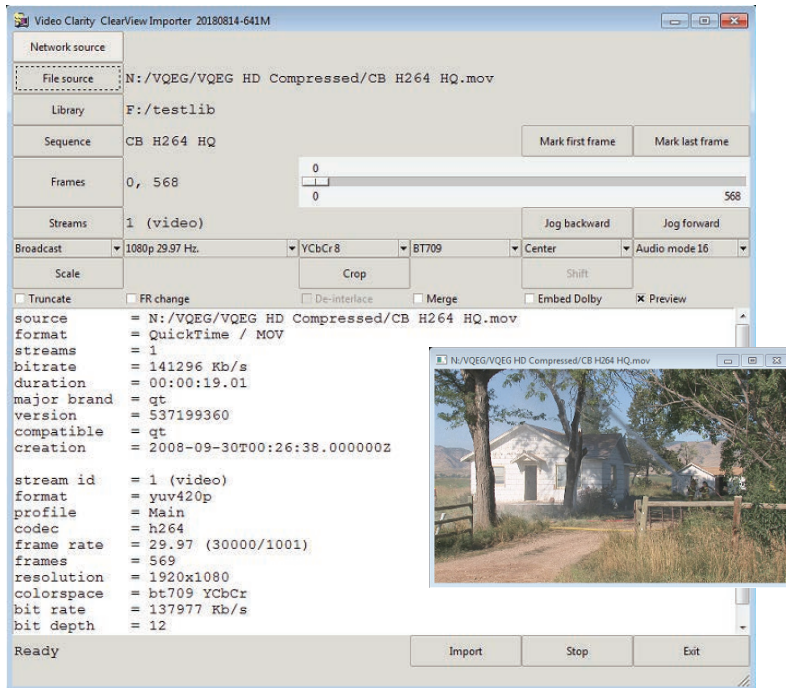 Video Clarity ClearView Importer 20180814-641M
Network source
File source N:/VQEG/VQEG HD Compressed/CB H264 HQ.mov
Library F:/testlib
Sequence CB H264 HQ Mark first frame Mark last frame
0
Frames 0, 568
0 568
Streams 1 (video) Jog backward Jog forward
Broadcast 1080p 29.97 Hz. YCbCr 8 BT709 Center Audio mode 16
Scale Crop Shift
Truncate FR change De-interlace Merge Embed Dolby Preview
source = N:/VQEG/VQEG HD Compressed/CB H264 HQ.mov
format = QuickTime / MOV
streams = 1
bitrate = 141296 Kb/s
duration = 00:00:19.01
major brand = qt
version = 537199360
compatible = qt
creation = 2008-09-30T00:26:38.000000Z
stream id = 1 (video)
format = yuv420p
profile = Main
codec = h264
frame rate = 29.97 (30000/1001)
frames = 569
resolution = 1920x1080
colorspace = bt709 YCbCr
bit rate = 137977 Kb/s
bit depth = 12
N:/VQEG/VQEG HD Compressed/CB H264 HQ.mov
Ready Import Stop Exit